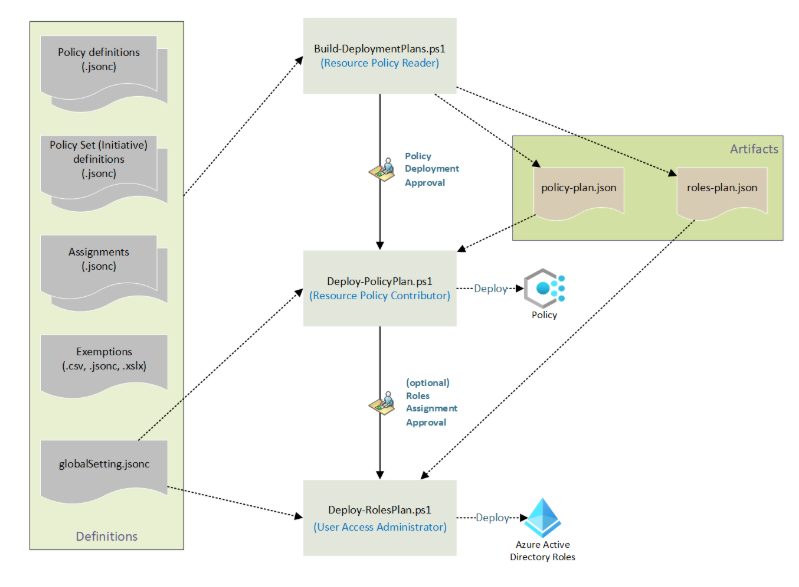 Policy definitions
(.jsonc)
Policy Set (Initiative)
definitions
(.jsonc)
Assignments
(.jsonc)
Exemptions
(.csv, .jsonc, .xslx)
globalSetting.jsonc
Definitions
Build-DeploymentPlans.ps1
(Resource Policy Reader)
Policy
Deployment
Approval
Artifacts
policy-plan.json
roles-plan.json
Deploy-PolicyPlan.ps1
(Resource Policy Contributor)
Deploy
Policy
(optional)
Roles
Assignment
Approval
Deploy-RolesPlan.ps1
(User Access Administrator)
Deploy
Azure Active
Directory Roles